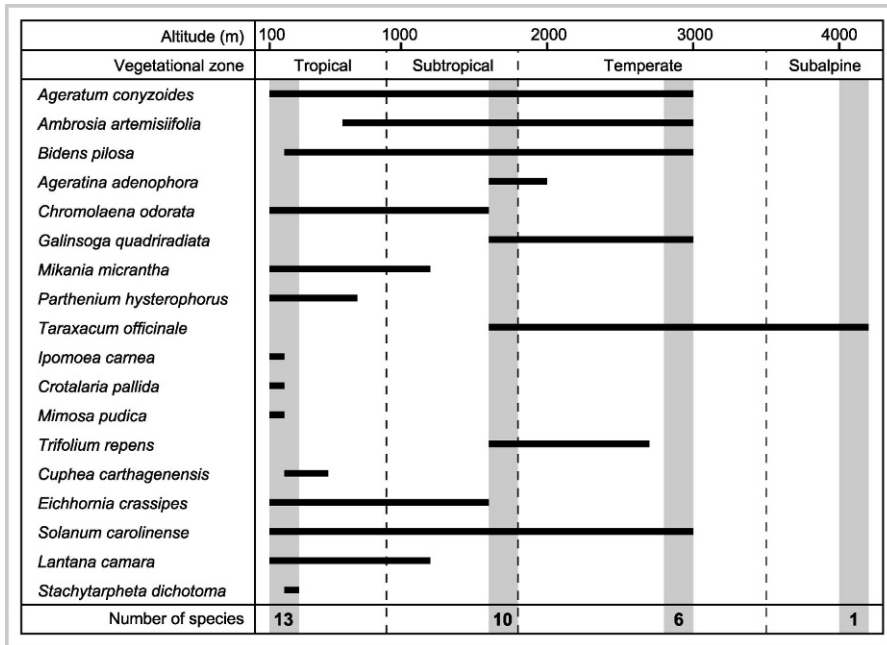 Altitude (m) 100 1000 2000 3000 4000
Vegetational zone Tropical Subtropical Temperate Subalpine
Ageratum conyzoides
Ambrosia artemisiifolia
Bidens pilosa
Ageratina adenophora
Chromolaena odorata
Galinsoga quadriradiata
Mikania micrantha
Parthenium hysterophorus
Taraxacum officinale
Ipomoea carnea
Crotalaria pallida
Mimosa pudica
Trifolium repens
Cuphea carthagenensis
Eichhornia crassipes
Solanum carolinense
Lantana camara
Stachytarpheta dichotoma
Number of species 13 10 6 1